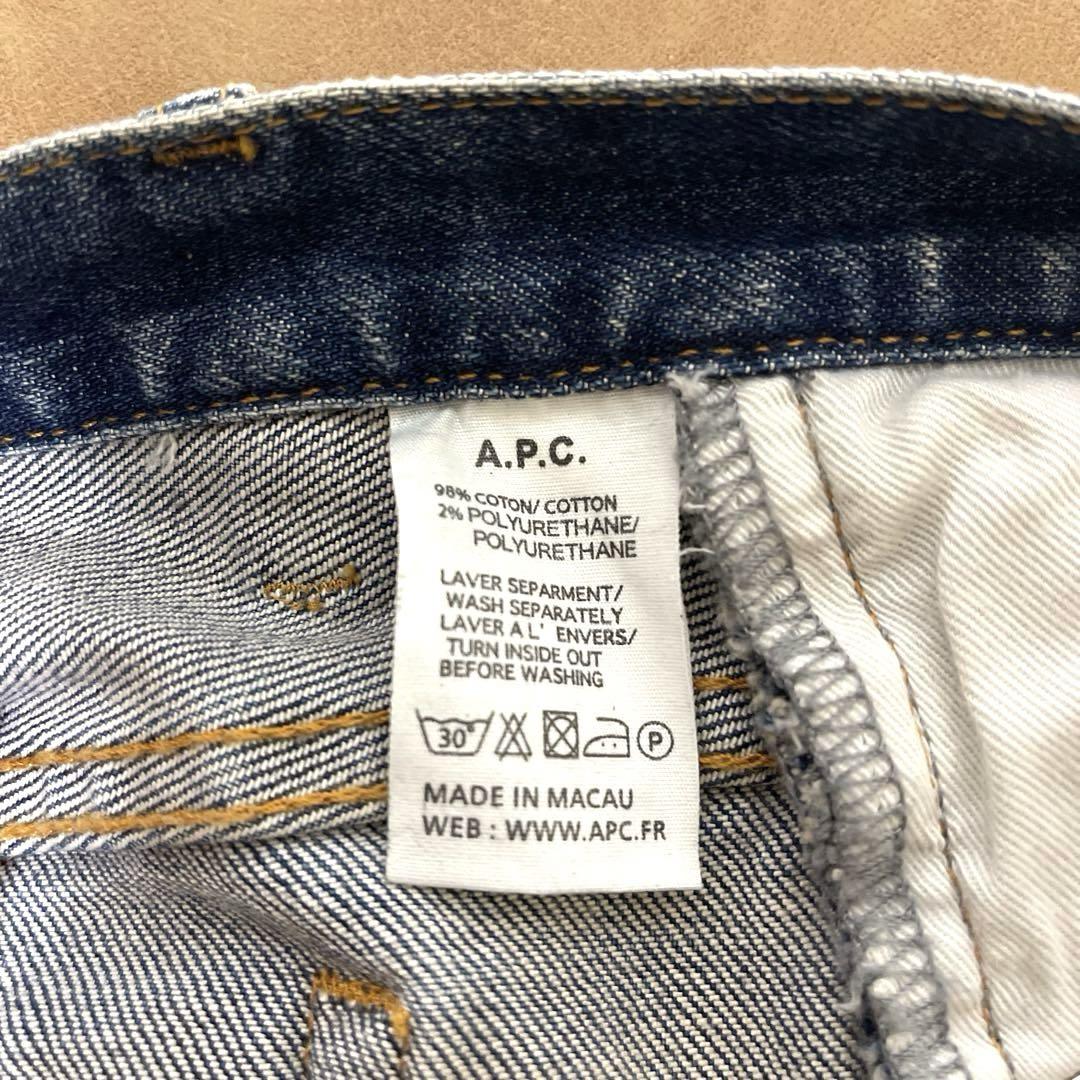 A.P.C.
98% COTON/ COTTON
2% POLYURETHANE/
POLYURETHANE
LAVER SEPARMENT/
WASH SEPARATELY
LAVER A L' ENVERS/
TURN INSIDE OUT
BEFORE WASHING
30° P
MADE IN MACAU
WEB : WWW.APC.FR